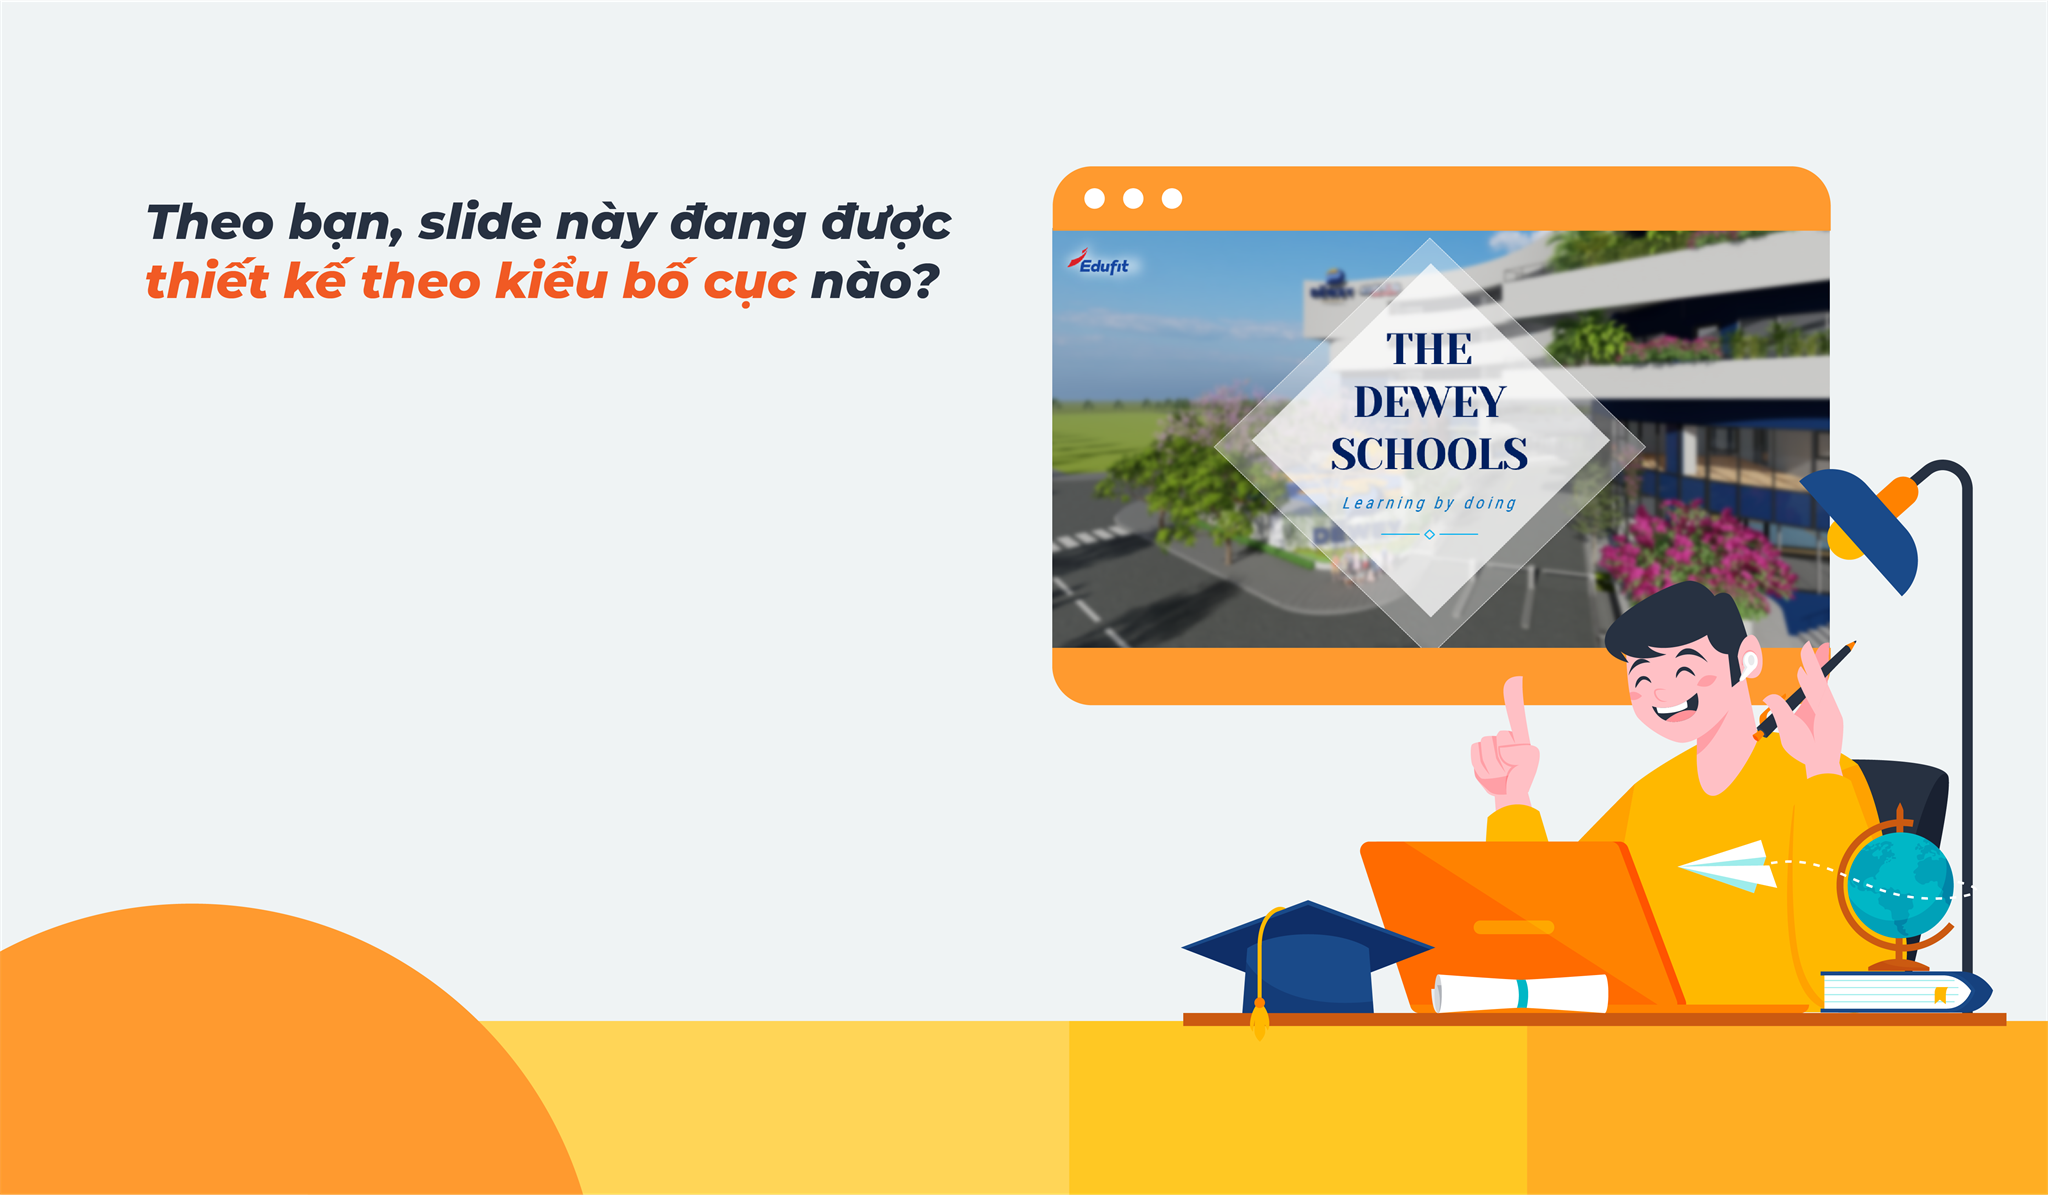 Theo bạn, slide này đang được
thiết kế theo kiểu bố cục nào?
Edufit
THE
DEWEY
SCHOOLS
Learning by doing